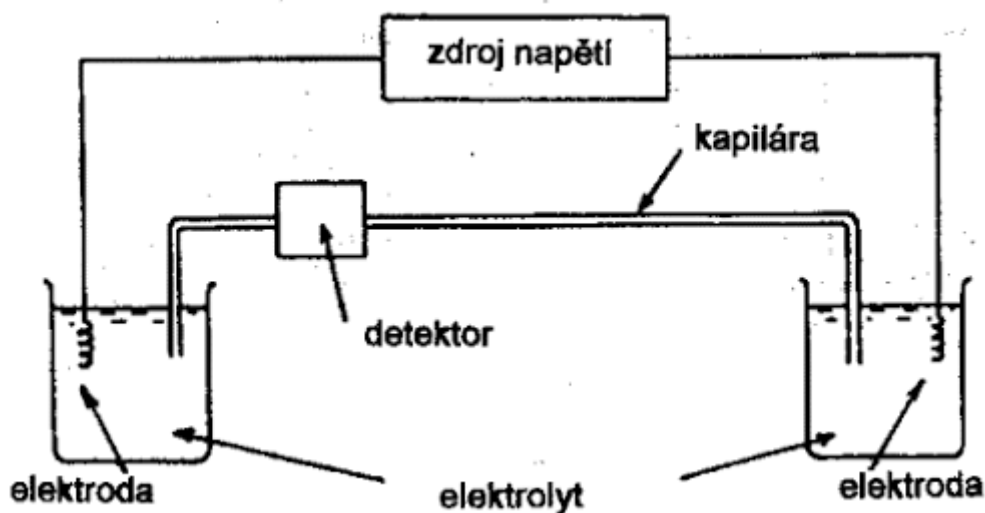 zdroj napětí
kapilára
detektor
elektroda
elektrolyt
elektroda